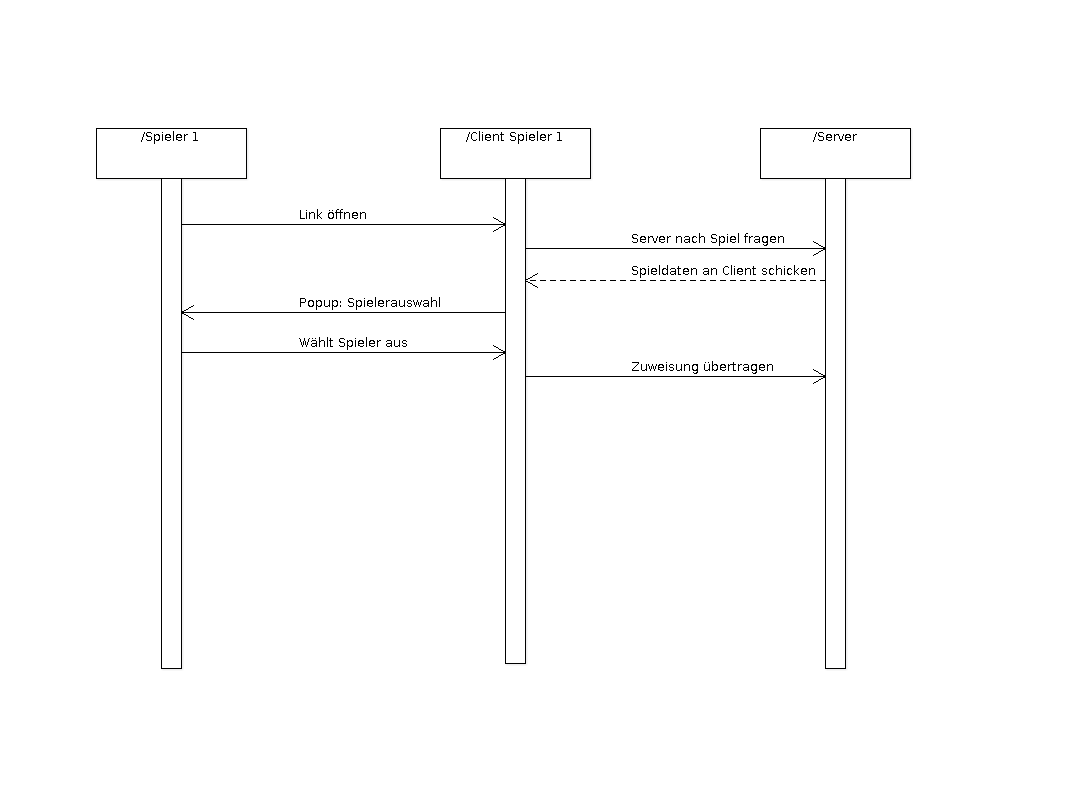 /Spieler 1
/Client Spieler 1
/Server
Link öffnen
Server nach Spiel fragen
Spieldaten an Client schicken
Popup: Spielerauswahl
Wählt Spieler aus
Zuweisung übertragen